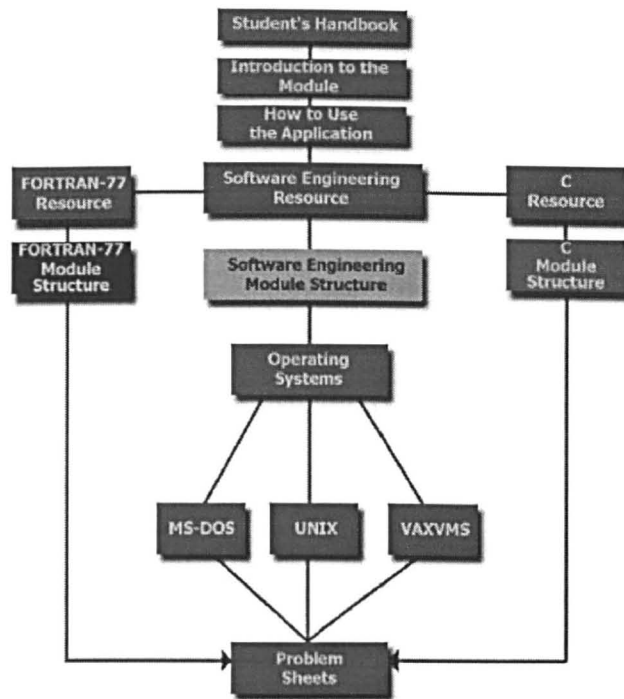 Student's Handbook
Introduction to the
Module
How to Use
the Application
FORTRAN-77
Resource
Software Engineering
Resource
C
Resource
FORTRAN-77
Module
Structure
Software Engineering
Module Structure
C
Module
Structure
Operating
Systems
MS-DOS
UNIX
VAXVMS
Problem
Sheets